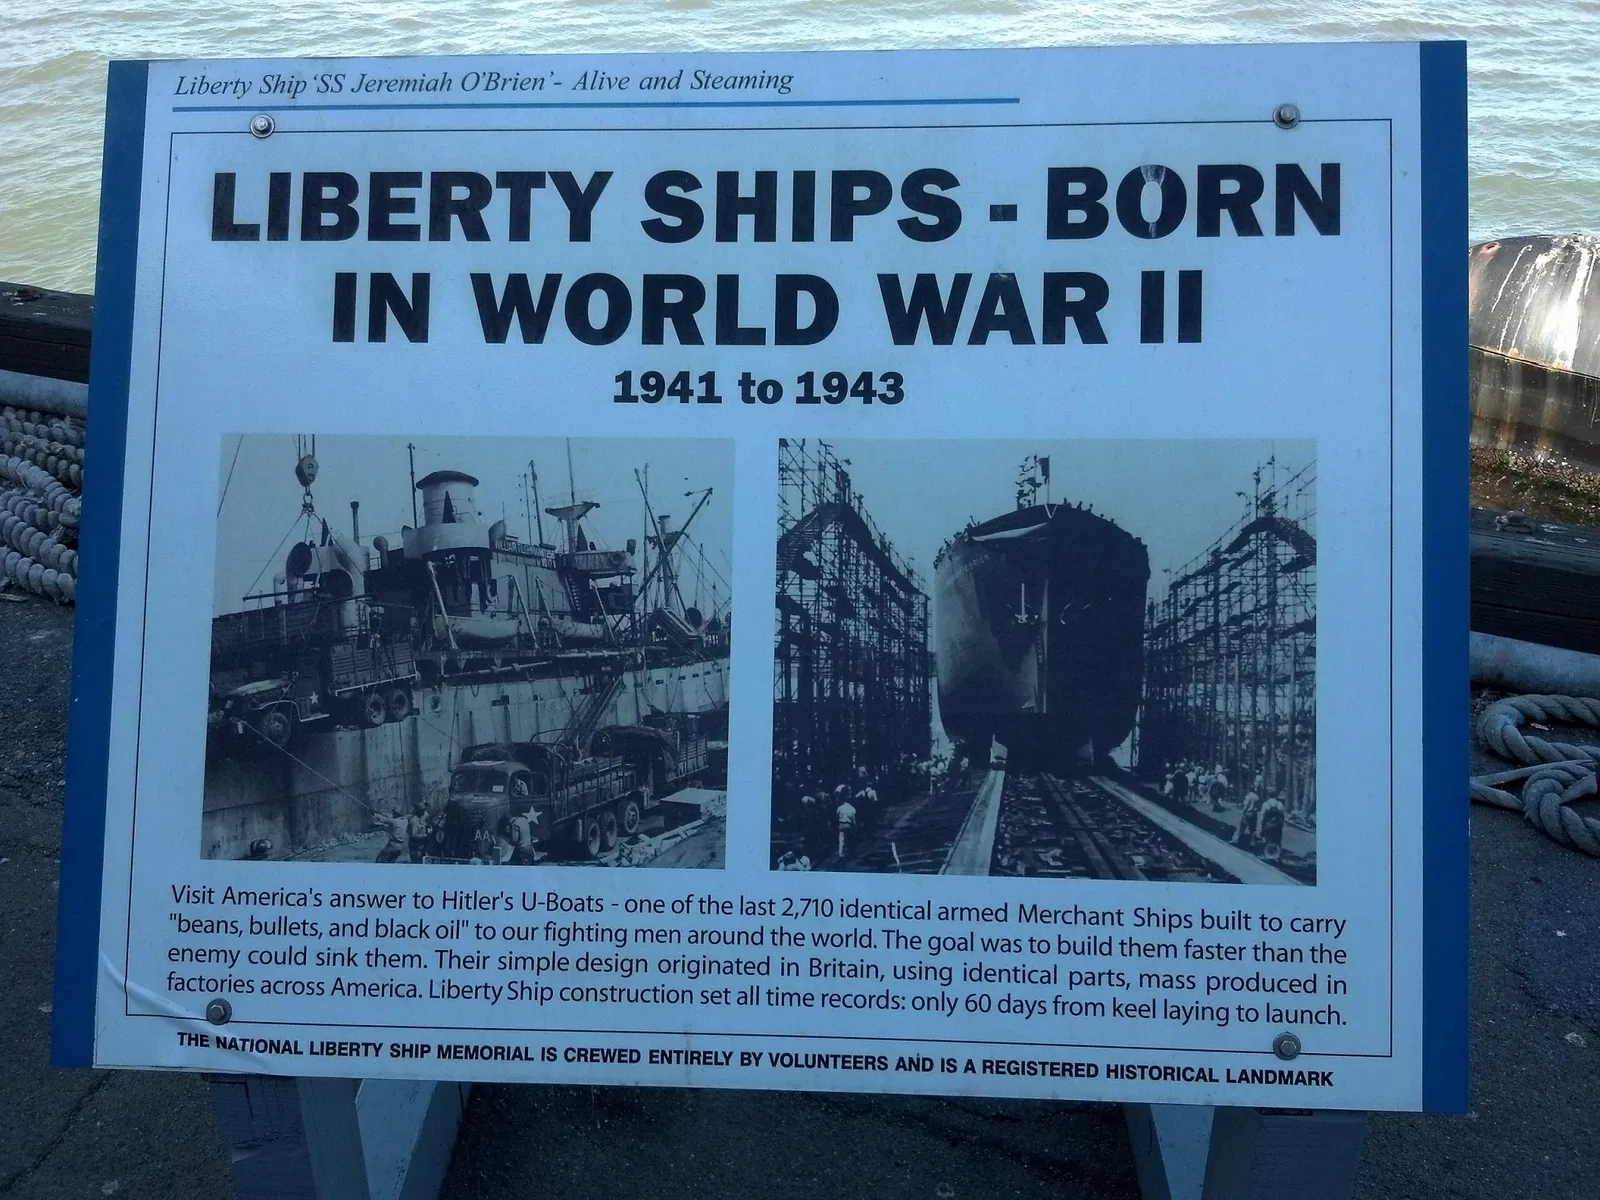 Liberty Ship 'SS Jeremiah O'Brien'- Alive and Steaming
LIBERTY SHIPS - BORN
IN WORLD WAR II
1941 to 1943
Visit America's answer to Hitler's U-Boats - one of the last 2,710 identical armed Merchant Ships built to carry
"beans, bullets, and black oil" to our fighting men around the world. The goal was to build them faster than the
enemy could sink them. Their simple design originated in Britain, using identical parts, mass produced in
factories across America. Liberty Ship construction set all time records: only 60 days from keel laying to launch.
THE NATIONAL LIBERTY SHIP MEMORIAL IS CREWED ENTIRELY BY VOLUNTEERS AND IS A REGISTERED HISTORICAL LANDMARK